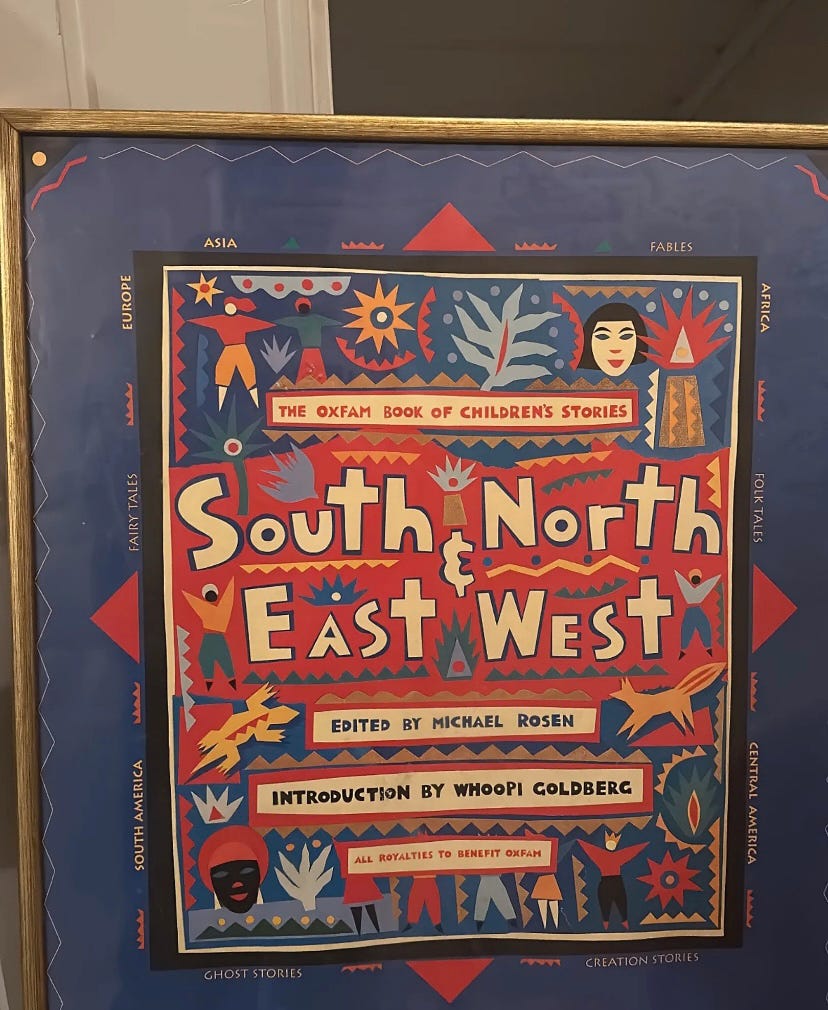 ASIA
FABLES
EUROPE
AFRICA
THE OXFAM BOOK OF CHILDREN'S STORIES
FAIRY TALES
FOLK TALES
SOUTH & NORTH
EAST WEST
EDITED BY MICHAEL ROSEN
INTRODUCTION BY WHOOPI GOLDBERG
SOUTH AMERICA
CENTRAL AMERICA
ALL ROYALTIES TO BENEFIT OXFAM
GHOST STORIES
CREATION STORIES